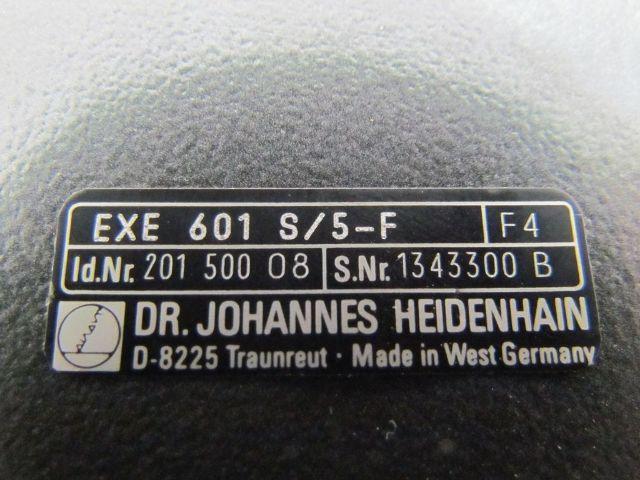 EXE 601 S/5-F F4
Id.Nr. 201 500 08 S.Nr. 1343300 B
DR. JOHANNES HEIDENHAIN
D-8225 Traunreut · Made in West Germany